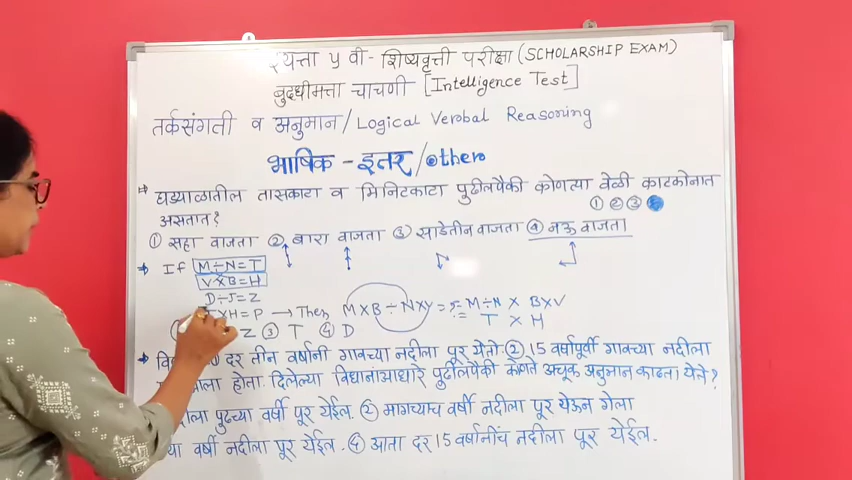 इयत्ता ५ वी - शिष्यवृत्ती परीक्षा (SCHOLARSHIP EXAM)
बुद्धीमत्ता चाचणी [Intelligence Test]
तर्कसंगती व अनुमान / Logical Verbal Reasoning
भाषिक - इतर / others
⇒ घड्याळातील तासकाटा व मिनिटकाटा पुढीलपैकी कोणत्या वेळी काटकोनात
असतात? ① ② ③
① सहा वाजता ② बारा वाजता ③ साडेतीन वाजता ④ नऊ वाजता
⇒ If M÷N=T
V×B=H
D÷J=Z
T×H=P → Then M×B÷N×V=? = M÷N × B×V
Z ③ T ④ D = T × H
⇒ दर तीन वर्षांनी गावच्या नदीला पूर येतो. ② 15 वर्षांपूर्वी गावच्या नदीला
होता. दिलेल्या विधानांआधारे पुढीलपैकी कोणते अचूक अनुमान काढता येते?
पुढच्या वर्षी पूर येईल. ② मागच्याच वर्षी नदीला पूर येऊन गेला
वर्षी नदीला पूर येईल. ④ आता दर 15 वर्षांनीच नदीला पूर येईल.